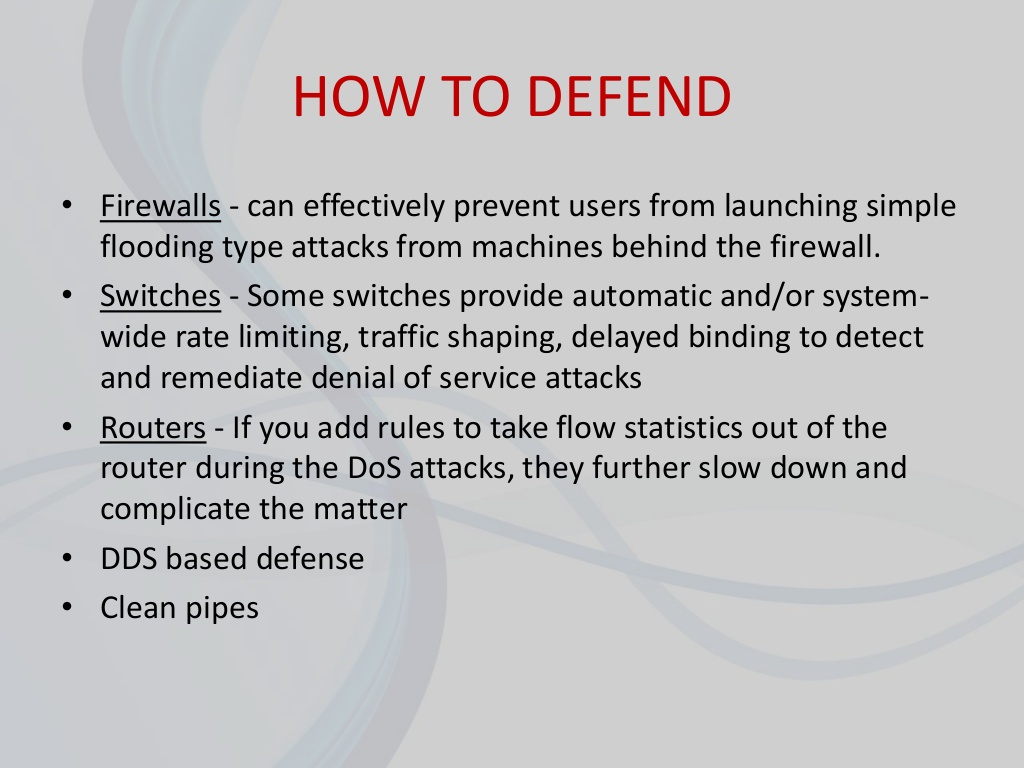 HOW TO DEFEND
• Firewalls - can effectively prevent users from launching simple
flooding type attacks from machines behind the firewall.
• Switches - Some switches provide automatic and/or system-
wide rate limiting, traffic shaping, delayed binding to detect
and remediate denial of service attacks
• Routers - If you add rules to take flow statistics out of the
router during the DoS attacks, they further slow down and
complicate the matter
• DDS based defense
• Clean pipes